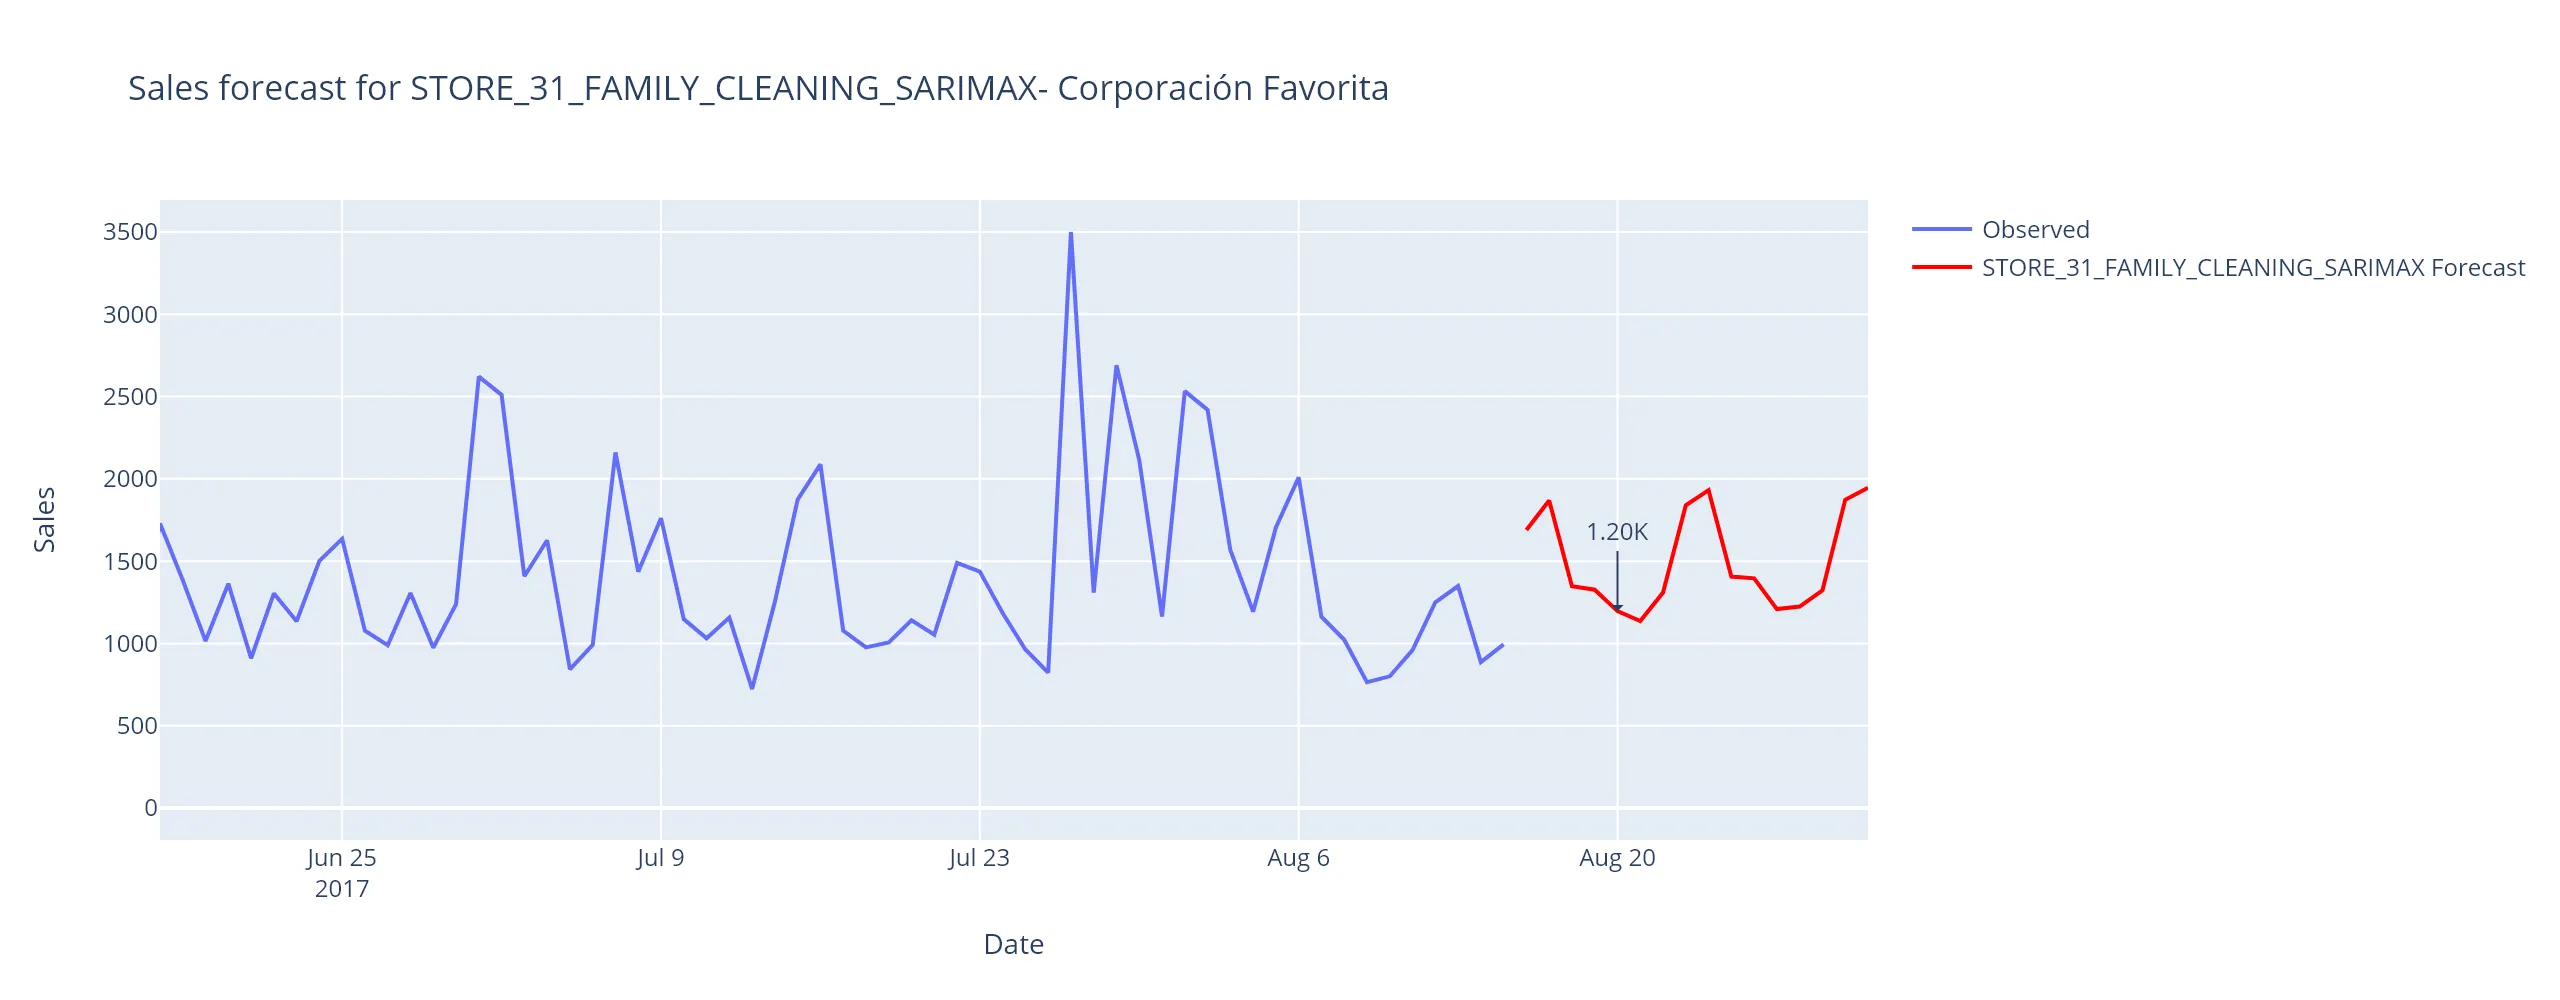 Sales forecast for STORE_31_FAMILY_CLEANING_SARIMAX- Corporación Favorita
3500
3000
2500
2000
1500
1000
500
0
Sales
1.20K
Jun 25
2017
Jul 9
Jul 23
Aug 6
Aug 20
Date
Observed
STORE_31_FAMILY_CLEANING_SARIMAX Forecast